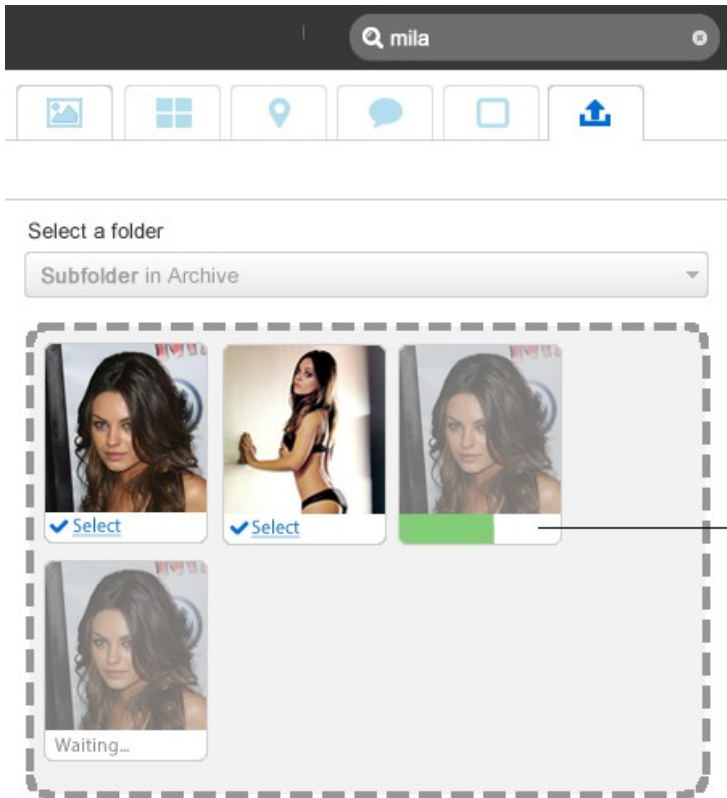 mila
Select a folder
Subfolder in Archive
Select
Select
Waiting...